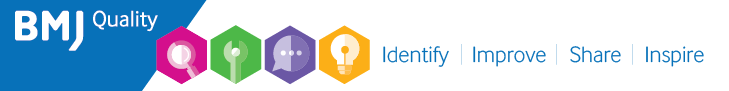 BMJ Quality
Identify | Improve | Share | Inspire